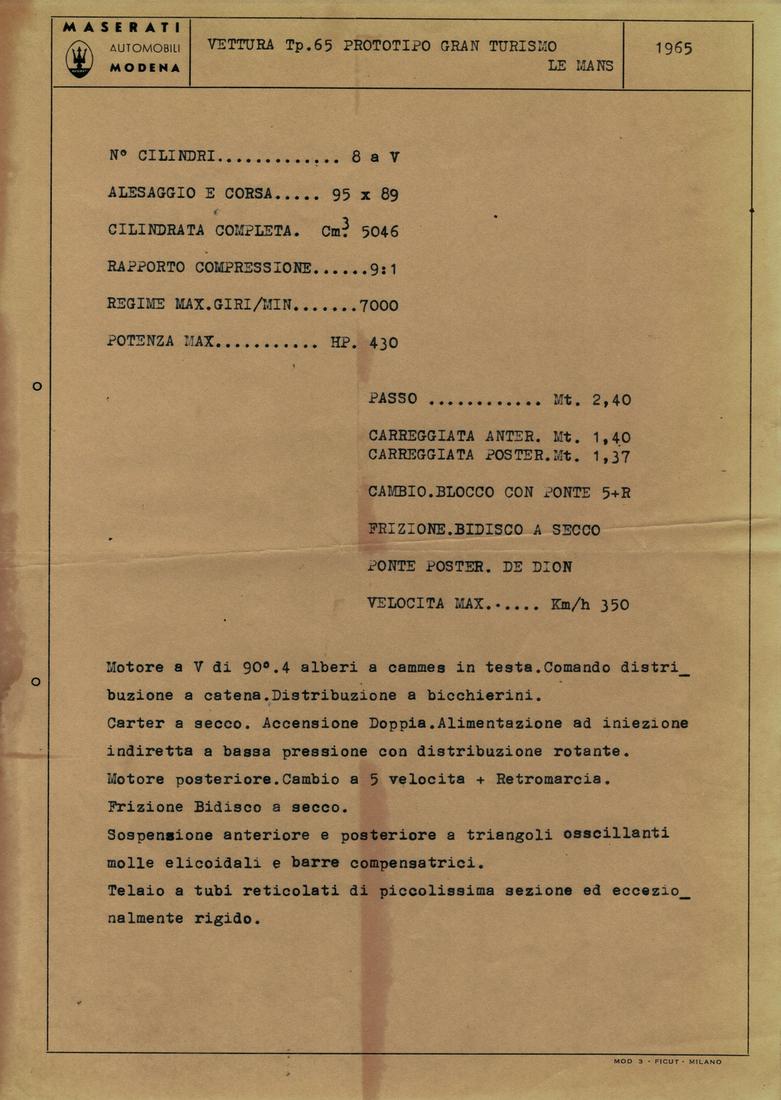 MASERATI
AUTOMOBILI
MODENA
VETTURA Tp.65 PROTOTIPO GRAN TURISMO
LE MANS
1965
N° CILINDRI............. 8 a V
ALESAGGIO E CORSA..... 95 x 89
CILINDRATA COMPLETA. Cm³. 5046
RAPPORTO COMPRESSIONE......9:1
REGIME MAX.GIRI/MIN.......7000
POTENZA MAX........... HP. 430
PASSO ............ Mt. 2,40
CARREGGIATA ANTER. Mt. 1,40
CARREGGIATA POSTER.Mt. 1,37
CAMBIO.BLOCCO CON PONTE 5+R
FRIZIONE.BIDISCO A SECCO
PONTE POSTER. DE DION
VELOCITA MAX...... Km/h 350
Motore a V di 90°.4 alberi a cammes in testa.Comando distri_
buzione a catena.Distribuzione a bicchierini.
Carter a secco. Accensione Doppia.Alimentazione ad iniezione
indiretta a bassa pressione con distribuzione rotante.
Motore posteriore.Cambio a 5 velocita + Retromarcia.
Frizione Bidisco a secco.
Sospensione anteriore e posteriore a triangoli osscillanti
molle elicoidali e barre compensatrici.
Telaio a tubi reticolati di piccolissima sezione ed eccezio_
nalmente rigido.
MOD 3 - FICUT - MILANO